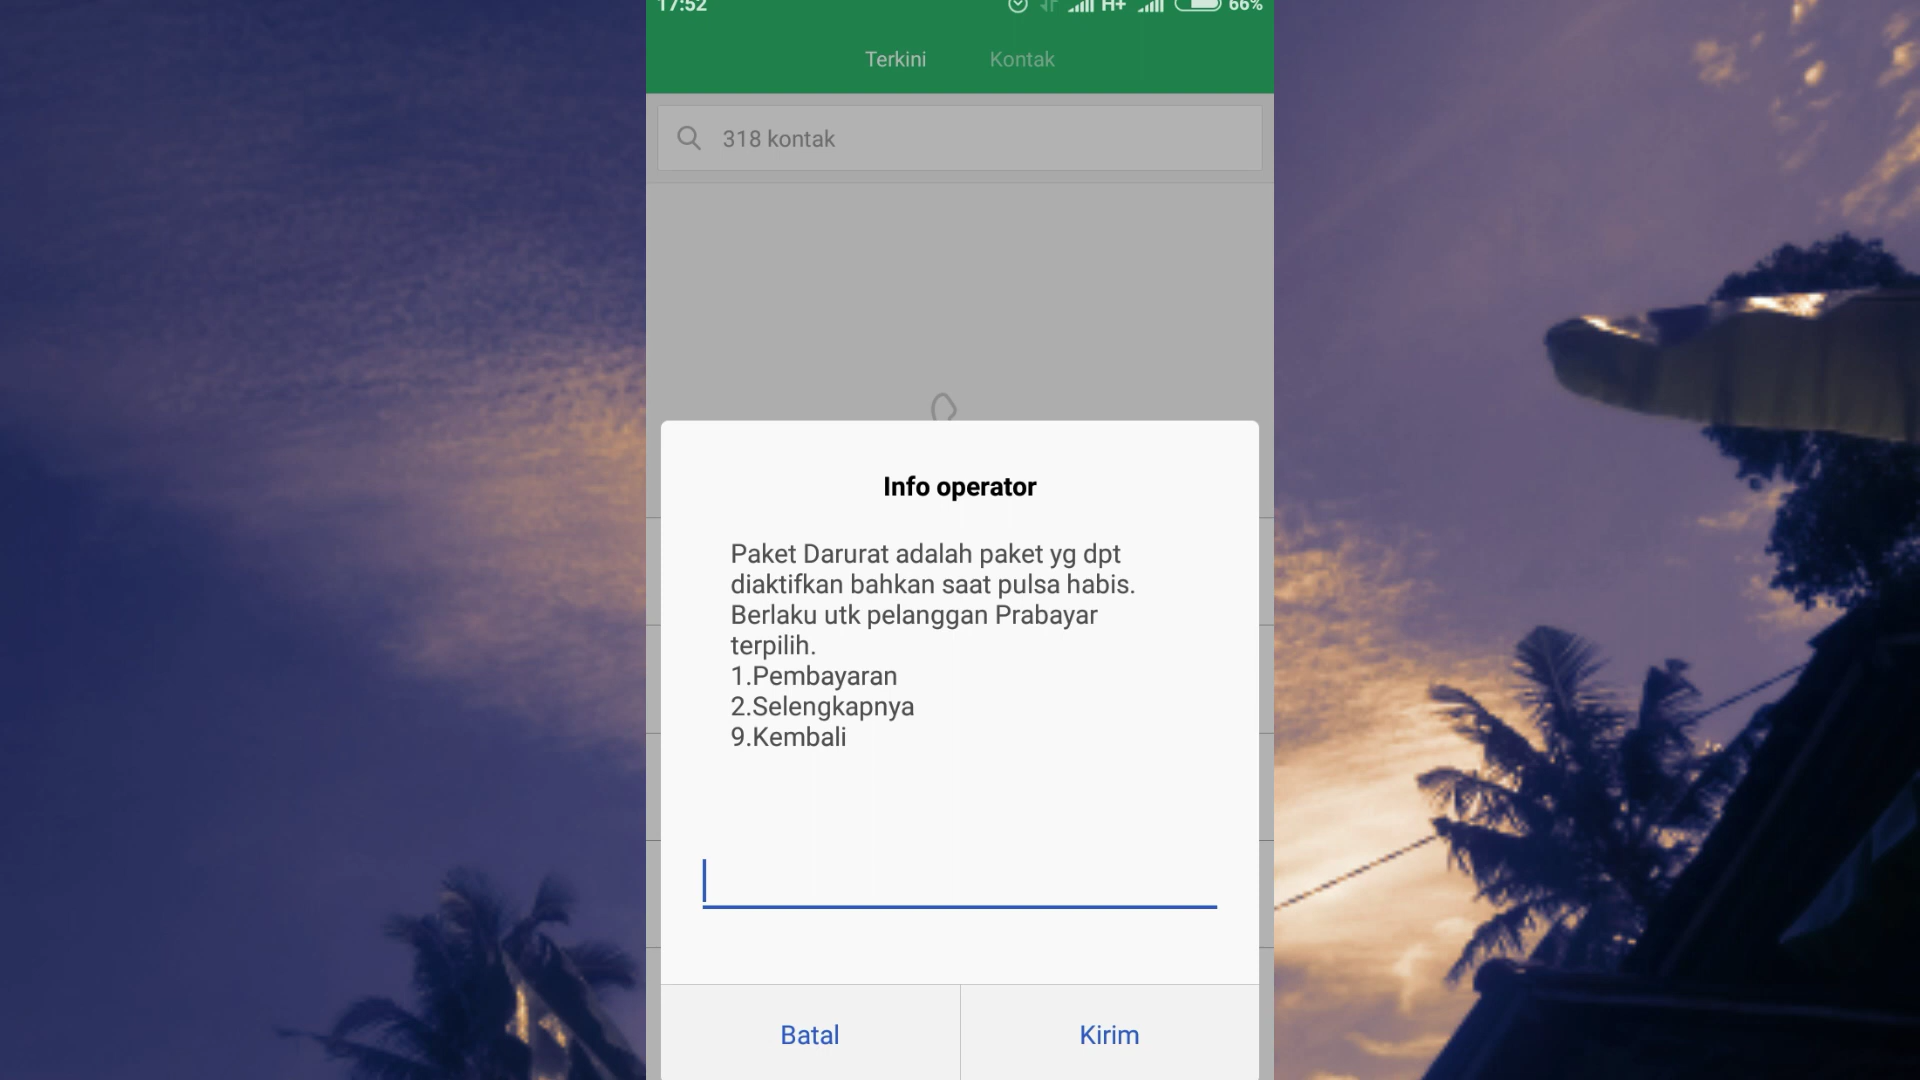 17:52 H+ 66%
Terkini Kontak
318 kontak
Info operator
Paket Darurat adalah paket yg dpt
diaktifkan bahkan saat pulsa habis.
Berlaku utk pelanggan Prabayar
terpilih.
1.Pembayaran
2.Selengkapnya
9.Kembali
Batal Kirim